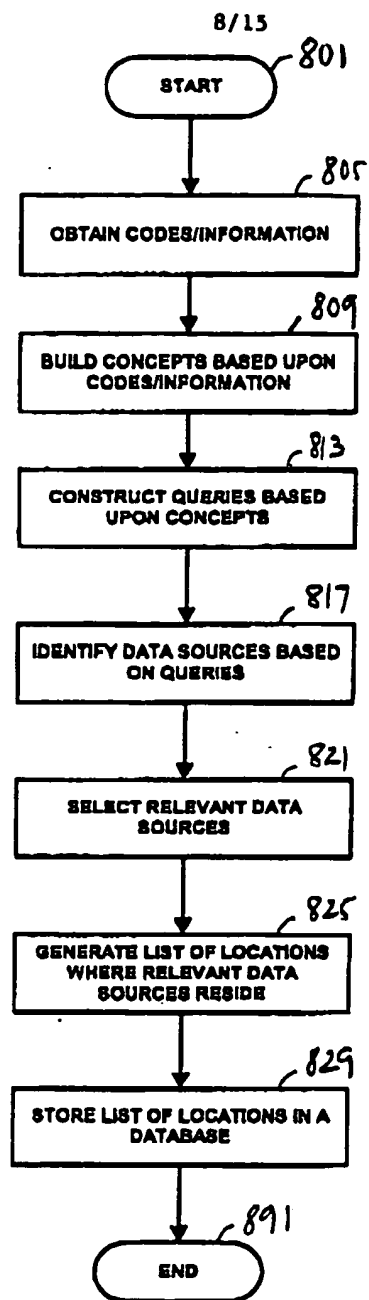 8/15
801
START
805
OBTAIN CODES/INFORMATION
809
BUILD CONCEPTS BASED UPON
CODES/INFORMATION
813
CONSTRUCT QUERIES BASED
UPON CONCEPTS
817
IDENTIFY DATA SOURCES BASED
ON QUERIES
821
SELECT RELEVANT DATA
SOURCES
825
GENERATE LIST OF LOCATIONS
WHERE RELEVANT DATA
SOURCES RESIDE
829
STORE LIST OF LOCATIONS IN A
DATABASE
891
END